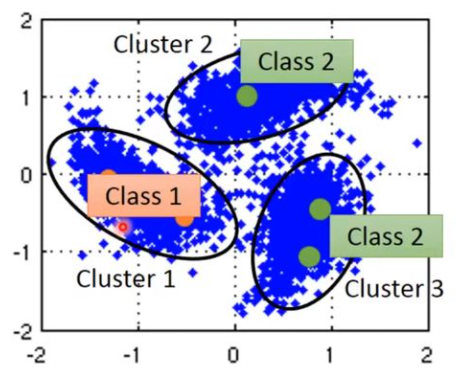 2
Cluster 2
Class 2
1
0
Class 1
Class 2
-1
Cluster 1
Cluster 3
-2
-2
-1
0
1
2